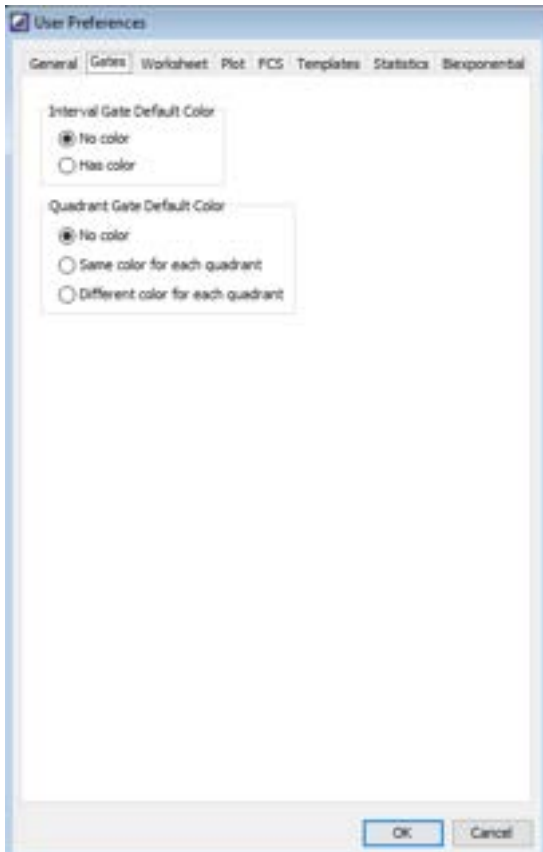 User Preferences
General Gates Worksheet Plot FCS Templates Statistics Biexponential
Interval Gate Default Color
No color
Has color
Quadrant Gate Default Color
No color
Same color for each quadrant
Different color for each quadrant
OK Cancel